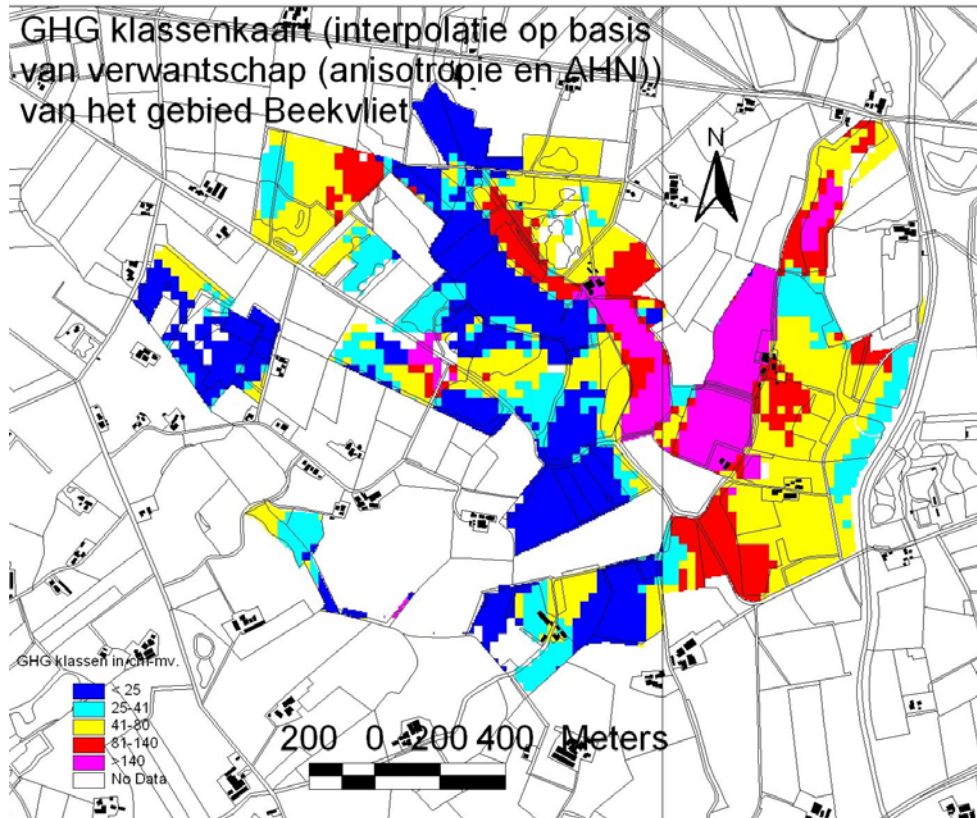 GHG klassenkaart (interpolatie op basis
van verwantschap (anisotropie en AHN))
van het gebied Beekvliet
N
GHG klassen in cm-mv.
< 25
25-41
41-80
81-140
>140
No Data
200 0 200 400 Meters